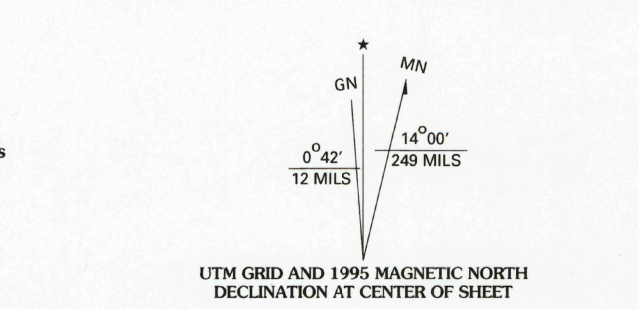 MN
GN
14°00'
249 MILS
0°42'
12 MILS
s
UTM GRID AND 1995 MAGNETIC NORTH
DECLINATION AT CENTER OF SHEET